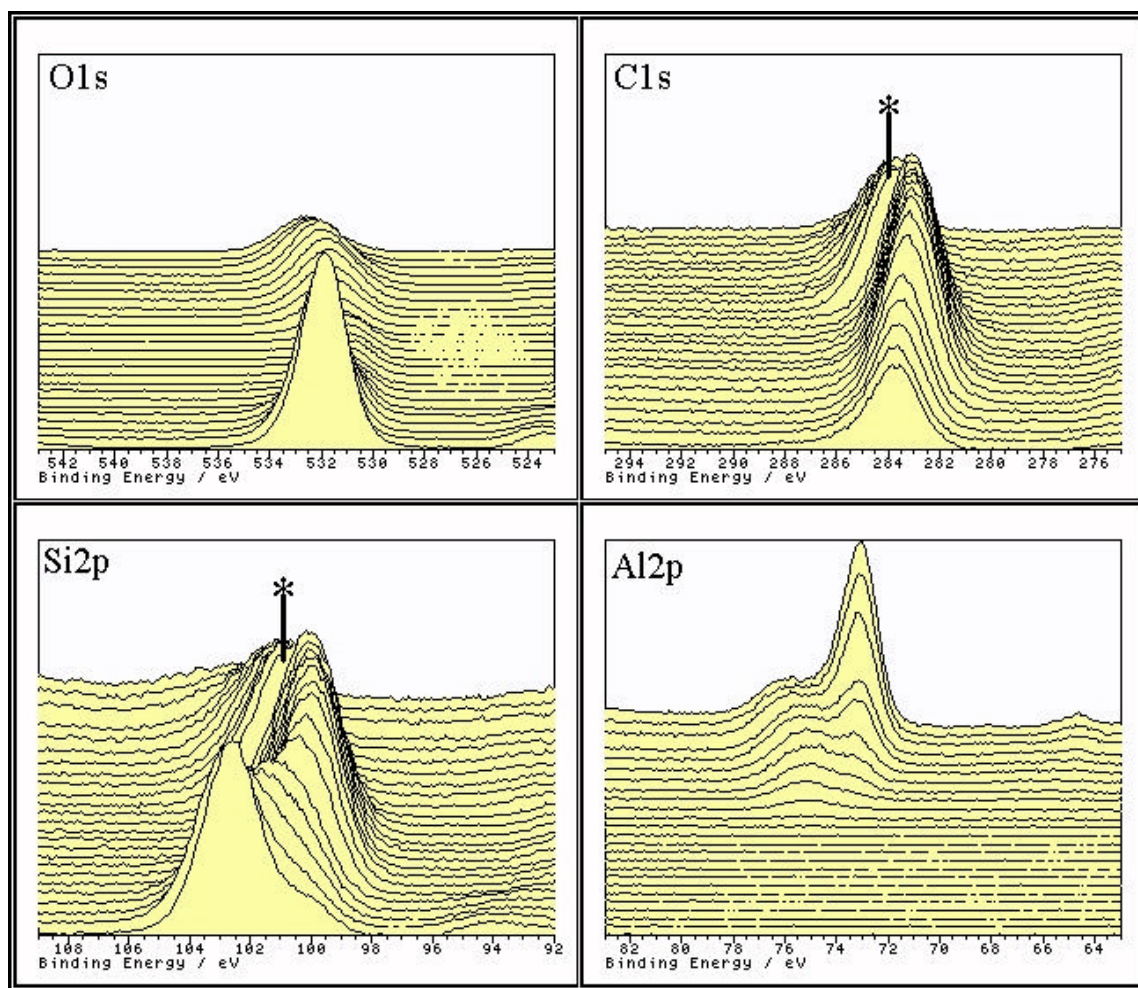 O1s
542 540 538 536 534 532 530 528 526 524
Binding Energy / eV
C1s
*
294 292 290 288 286 284 282 280 278 276
Binding Energy / eV
Si2p
*
108 106 104 102 100 98 96 94 92
Binding Energy / eV
Al2p
82 80 78 76 74 72 70 68 66 64
Binding Energy / eV